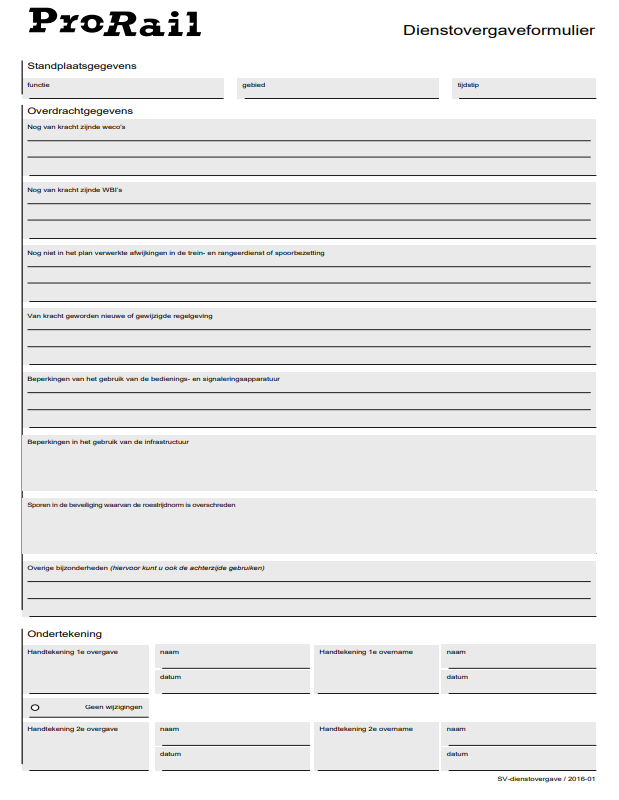 ProRail
Dienstovergaveformulier
Standplaatsgegevens
functie gebied tijdstip
Overdrachtgegevens
Nog van kracht zijnde weco's
Nog van kracht zijnde WBI's
Nog niet in het plan verwerkte afwijkingen in de trein- en rangeerdienst of spoorbezetting
Van kracht geworden nieuwe of gewijzigde regelgeving
Beperkingen van het gebruik van de bedienings- en signaleringsapparatuur
Beperkingen in het gebruik van de infrastructuur
Sporen in de beveiliging waarvan de roestrijdnorm is overschreden
Overige bijzonderheden (hiervoor kunt u ook de achterzijde gebruiken)
Ondertekening
Handtekening 1e overgave naam Handtekening 1e overname naam
datum datum
Geen wijzigingen
Handtekening 2e overgave naam Handtekening 2e overname naam
datum datum
SV-dienstovergave / 2016-01